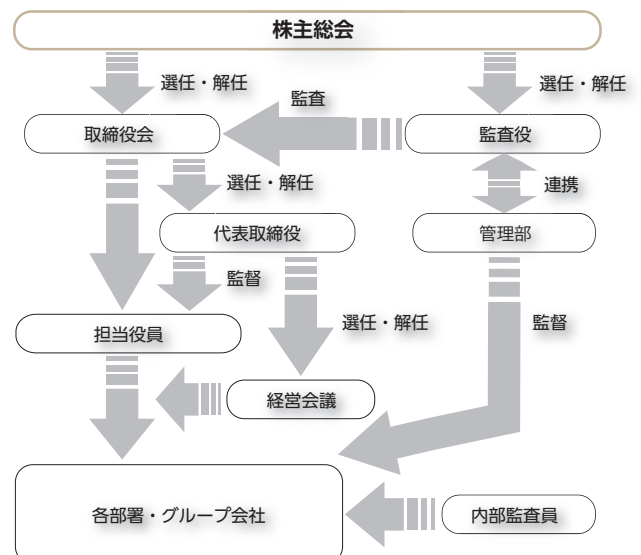 株主総会
選任・解任
選任・解任
監査
取締役会
監査役
選任・解任
連携
代表取締役
管理部
監督
担当役員
選任・解任
監督
経営会議
各部署・グループ会社
内部監査員